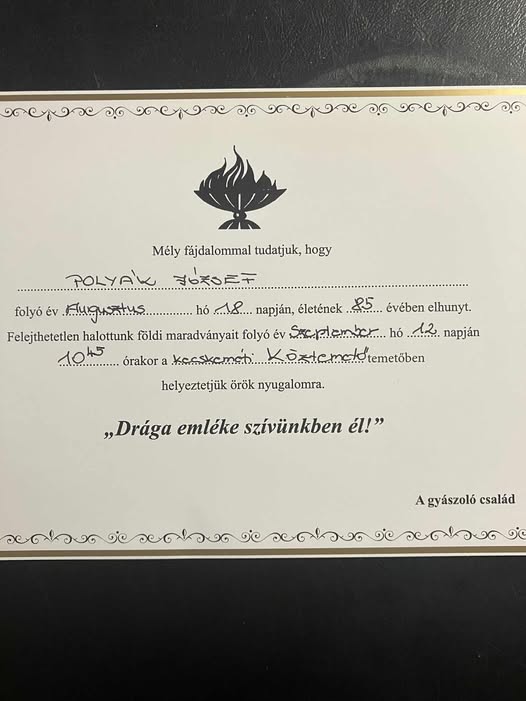 Mély fájdalommal tudatjuk, hogy
POLYÁK JÓZSEF
folyó év Augusztus hó 18 napján, életének 85 évében elhunyt.
Felejthetetlen halottunk földi maradványait folyó év Szeptember hó 12. napján
10 45 órakor a kecskeméti Köztemető temetőben
helyeztetjük örök nyugalomra.
„Drága emléke szívünkben él!”
A gyászoló család